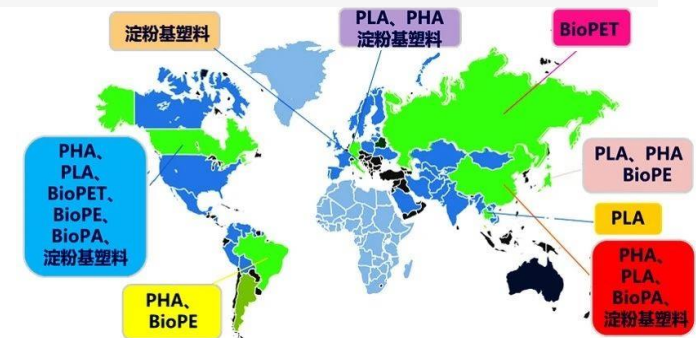 淀粉基塑料
PLA、PHA
淀粉基塑料
BioPET
PHA、
PLA、
BioPET、
BioPE、
BioPA、
淀粉基塑料
PLA、PHA
BioPE
PLA
PHA、
BioPE
PHA、
PLA、
BioPA、
淀粉基塑料